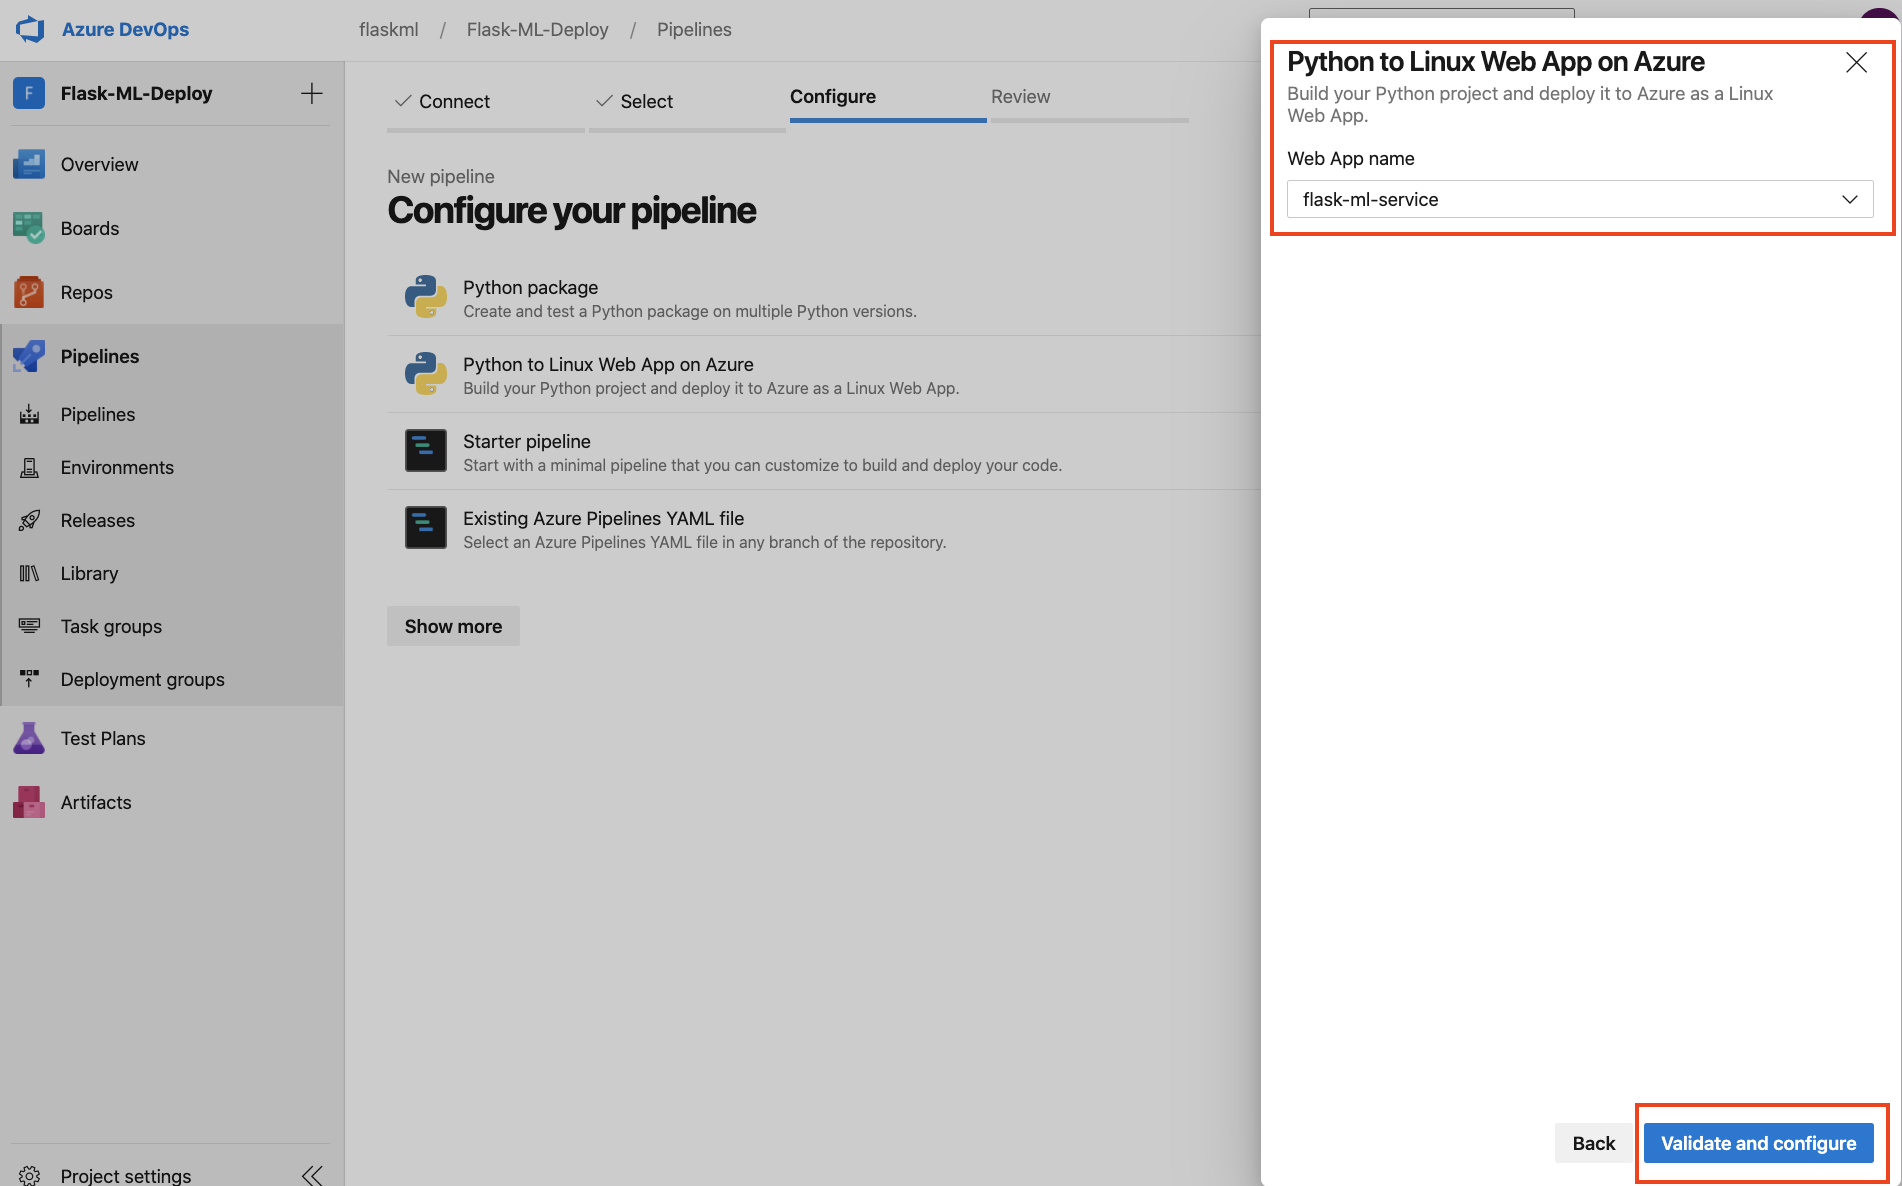 Azure DevOps
flaskml / Flask-ML-Deploy / Pipelines
F Flask-ML-Deploy
Overview
Boards
Repos
Pipelines
Pipelines
Environments
Releases
Library
Task groups
Deployment groups
Test Plans
Artifacts
Project settings
Connect
Select
Configure
Review
New pipeline
Configure your pipeline
Python package
Create and test a Python package on multiple Python versions.
Python to Linux Web App on Azure
Build your Python project and deploy it to Azure as a Linux Web App.
Starter pipeline
Start with a minimal pipeline that you can customize to build and deploy your code.
Existing Azure Pipelines YAML file
Select an Azure Pipelines YAML file in any branch of the repository.
Show more
Python to Linux Web App on Azure
Build your Python project and deploy it to Azure as a Linux
Web App.
Web App name
flask-ml-service
Back
Validate and configure